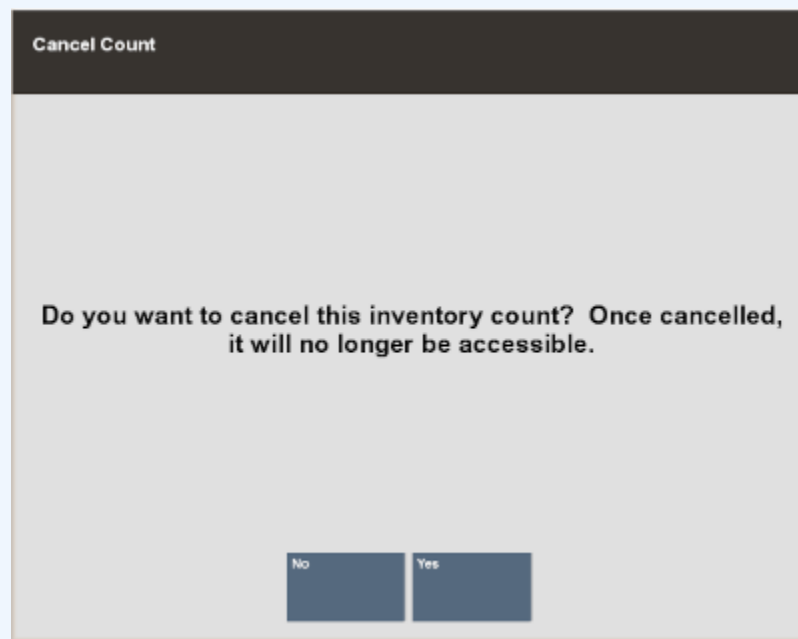 Cancel Count
Do you want to cancel this inventory count?  Once cancelled,
it will no longer be accessible.
No
Yes